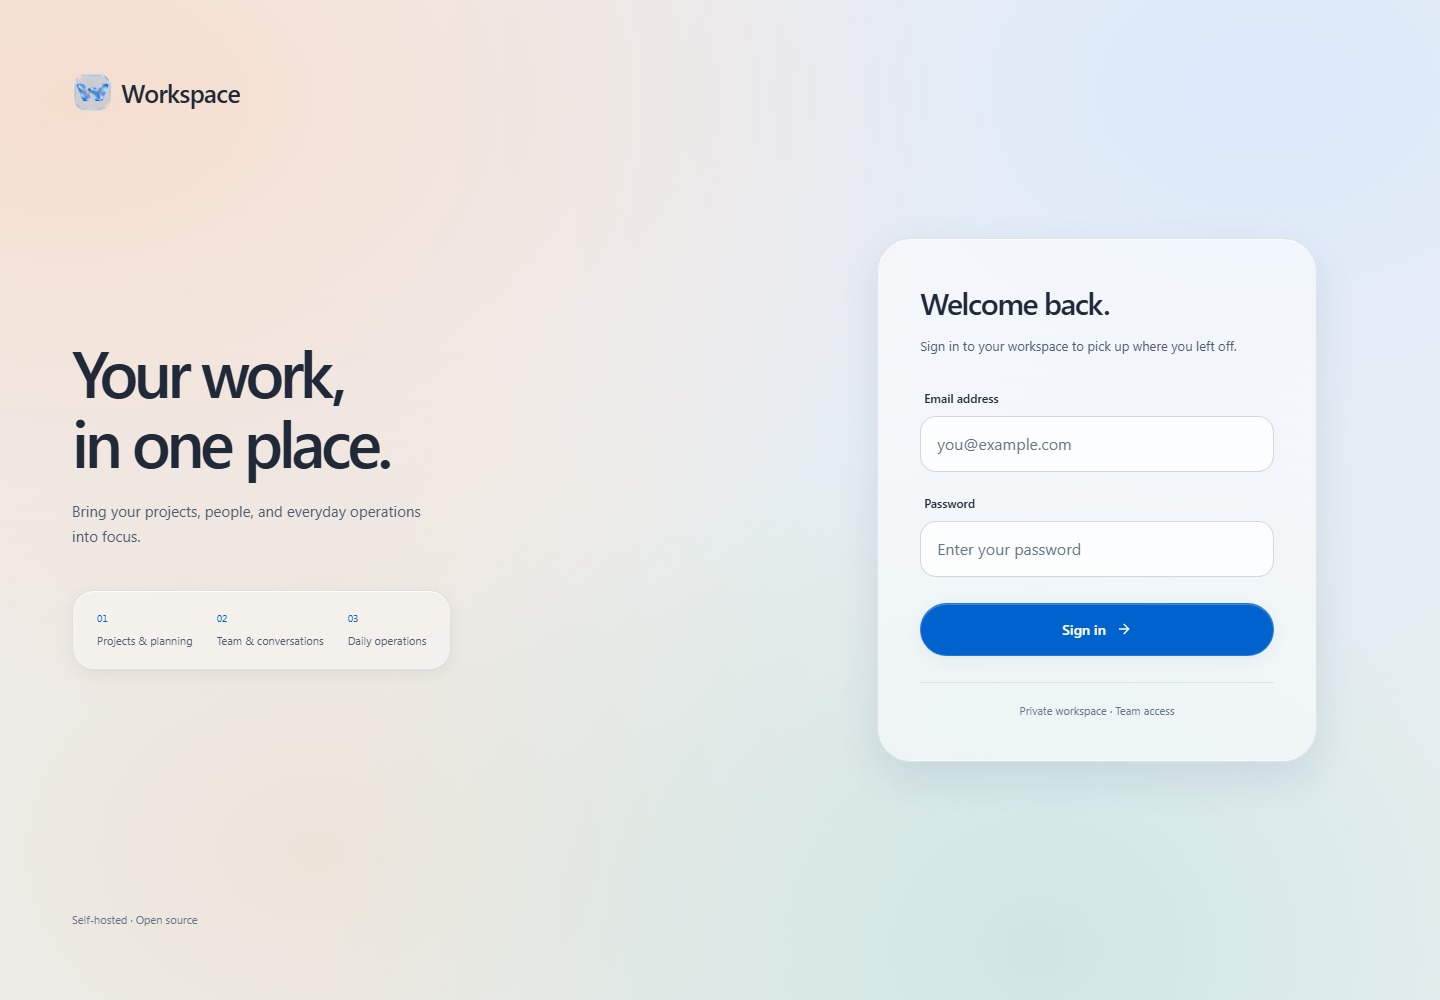 Workspace
Your work,
in one place.
Bring your projects, people, and everyday operations
into focus.
01
Projects & planning
02
Team & conversations
03
Daily operations
Self-hosted · Open source
Welcome back.
Sign in to your workspace to pick up where you left off.
Email address
you@example.com
Password
Enter your password
Sign in →
Private workspace · Team access